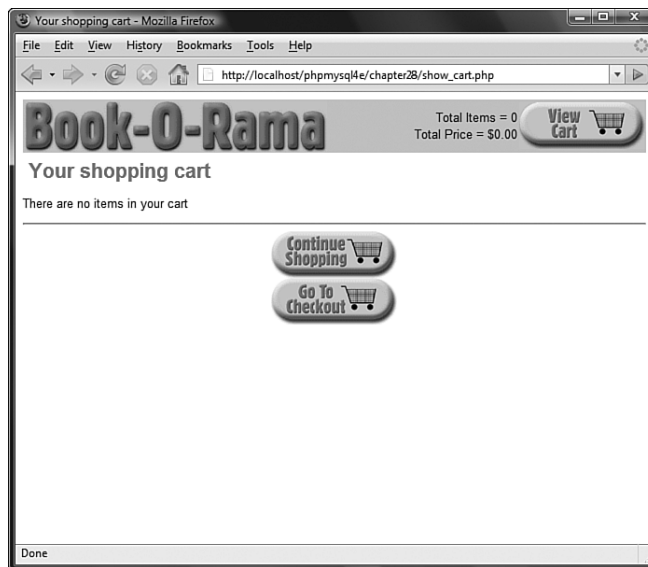 Your shopping cart - Mozilla Firefox
File Edit View History Bookmarks Tools Help
http://localhost/phpmysql4e/chapter28/show_cart.php
Book-O-Rama
Total Items = 0
Total Price = $0.00
View
Cart
Your shopping cart
There are no items in your cart
Continue
Shopping
Go To
Checkout
Done